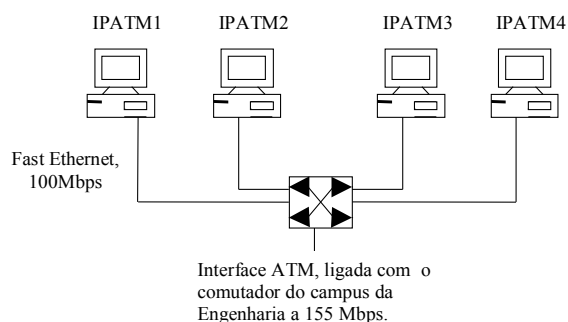 IPATM1 IPATM2 IPATM3 IPATM4
Fast Ethernet,
100Mbps
Interface ATM, ligada com o
comutador do campus da
Engenharia a 155 Mbps.